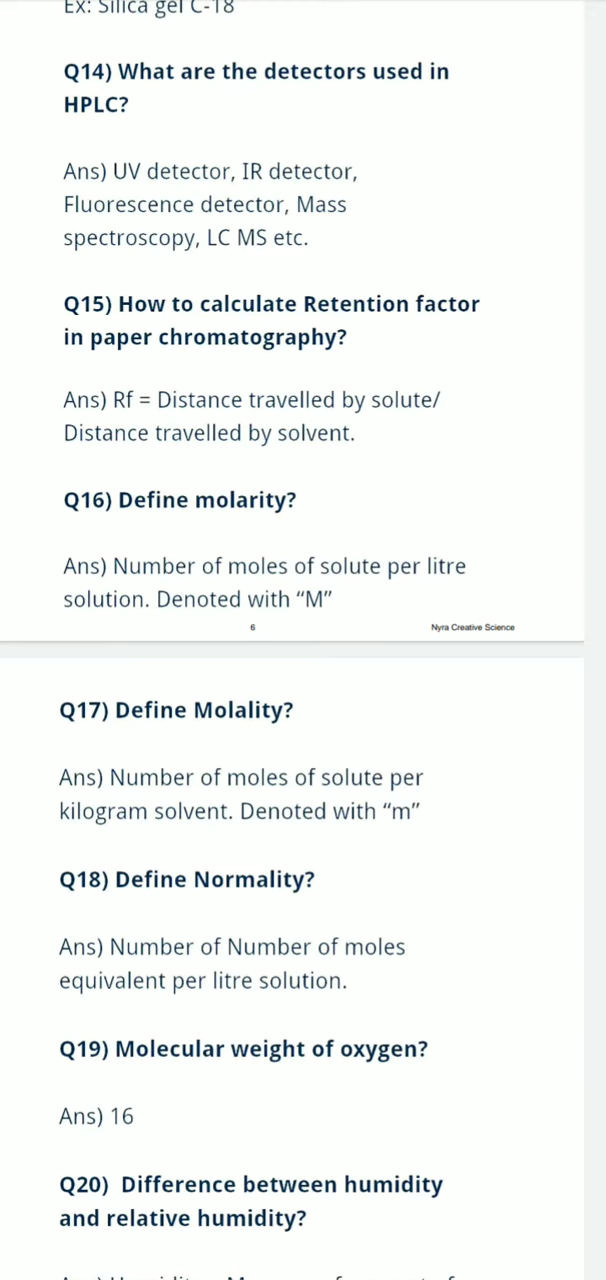 Ex: Silica gel C-18
Q14) What are the detectors used in
HPLC?
Ans) UV detector, IR detector,
Fluorescence detector, Mass
spectroscopy, LC MS etc.
Q15) How to calculate Retention factor
in paper chromatography?
Ans) Rf = Distance travelled by solute/
Distance travelled by solvent.
Q16) Define molarity?
Ans) Number of moles of solute per litre
solution. Denoted with “M”
6 Nyra Creative Science
Q17) Define Molality?
Ans) Number of moles of solute per
kilogram solvent. Denoted with “m”
Q18) Define Normality?
Ans) Number of Number of moles
equivalent per litre solution.
Q19) Molecular weight of oxygen?
Ans) 16
Q20) Difference between humidity
and relative humidity?